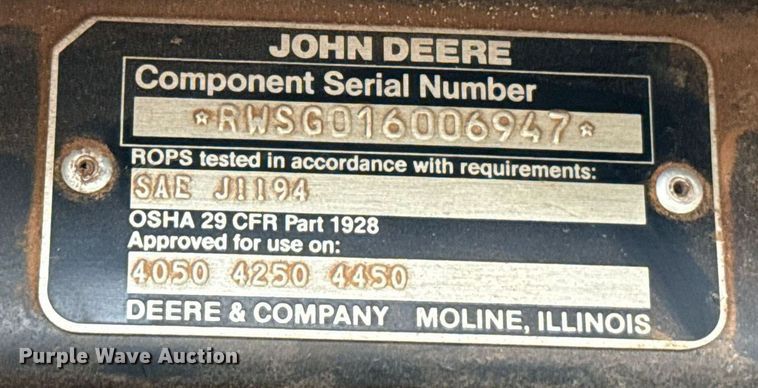 JOHN DEERE
Component Serial Number
*RWSG016006947*
ROPS tested in accordance with requirements:
SAE J1194
OSHA 29 CFR Part 1928
Approved for use on:
4050 4250 4450
DEERE & COMPANY MOLINE, ILLINOIS
Purple Wave Auction